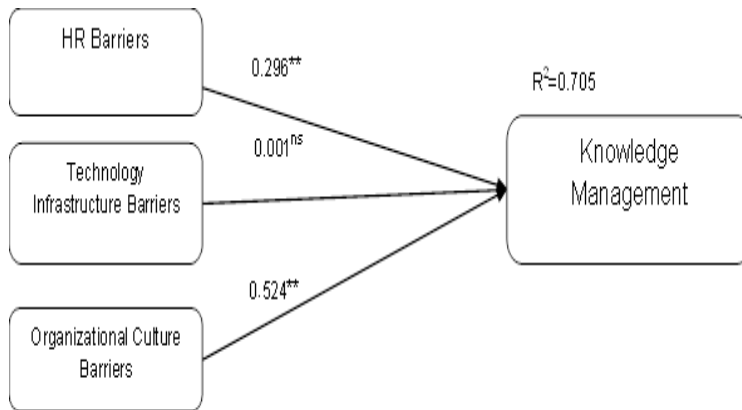 HR Barriers
0.296**
R²=0.705
0.001ⁿˢ
Technology
Infrastructure Barriers
Knowledge
Management
0.524**
Organizational Culture
Barriers